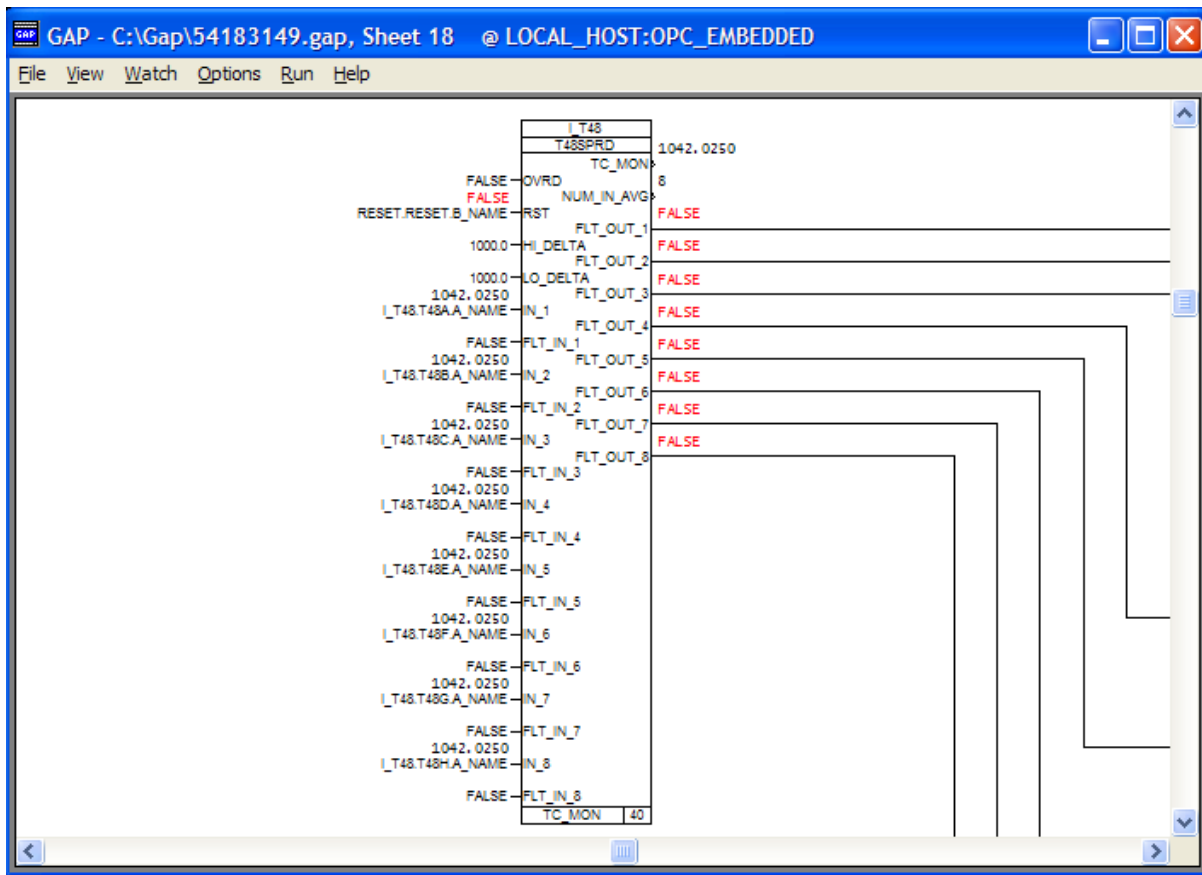 GAP GAP - C:\Gap\54183149.gap, Sheet 18 @ LOCAL_HOST:OPC_EMBEDDED
File View Watch Options Run Help
I_T48
T48SPRD 1042.0250
TC_MON
FALSE OVRD 8
FALSE NUM_IN_AVG
RESET.RESET.B_NAME RST FALSE
FLT_OUT_1
1000.0 HI_DELTA FALSE
FLT_OUT_2
1000.0 LO_DELTA FALSE
1042.0250 FLT_OUT_3
I_T48.T48A.A_NAME IN_1 FALSE
FLT_OUT_4
FALSE FLT_IN_1 FALSE
1042.0250 FLT_OUT_5
I_T48.T48B.A_NAME IN_2 FALSE
FLT_OUT_6
FALSE FLT_IN_2 FALSE
1042.0250 FLT_OUT_7
I_T48.T48C.A_NAME IN_3 FALSE
FLT_OUT_8
FALSE FLT_IN_3
1042.0250
I_T48.T48D.A_NAME IN_4
FALSE FLT_IN_4
1042.0250
I_T48.T48E.A_NAME IN_5
FALSE FLT_IN_5
1042.0250
I_T48.T48F.A_NAME IN_6
FALSE FLT_IN_6
1042.0250
I_T48.T48G.A_NAME IN_7
FALSE FLT_IN_7
1042.0250
I_T48.T48H.A_NAME IN_8
FALSE FLT_IN_8
TC_MON 40